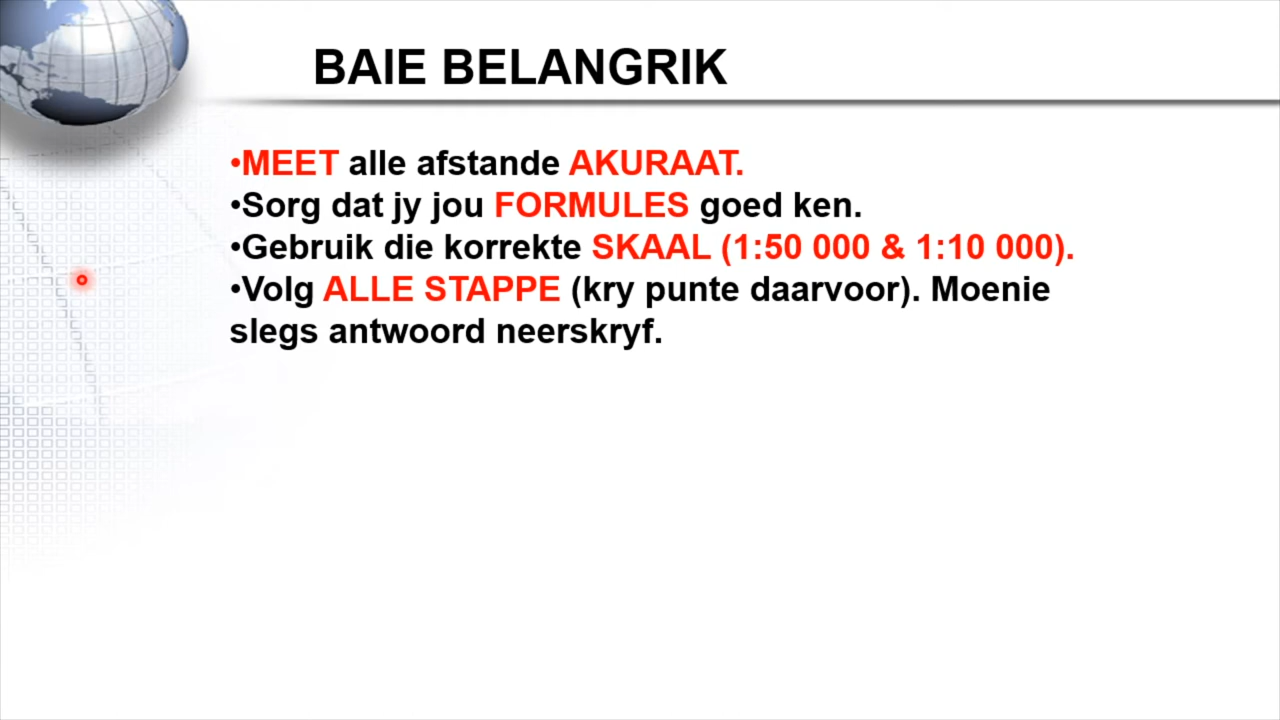 BAIE BELANGRIK
•MEET alle afstande AKURAAT.
•Sorg dat jy jou FORMULES goed ken.
•Gebruik die korrekte SKAAL (1:50 000 & 1:10 000).
•Volg ALLE STAPPE (kry punte daarvoor). Moenie
slegs antwoord neerskryf.